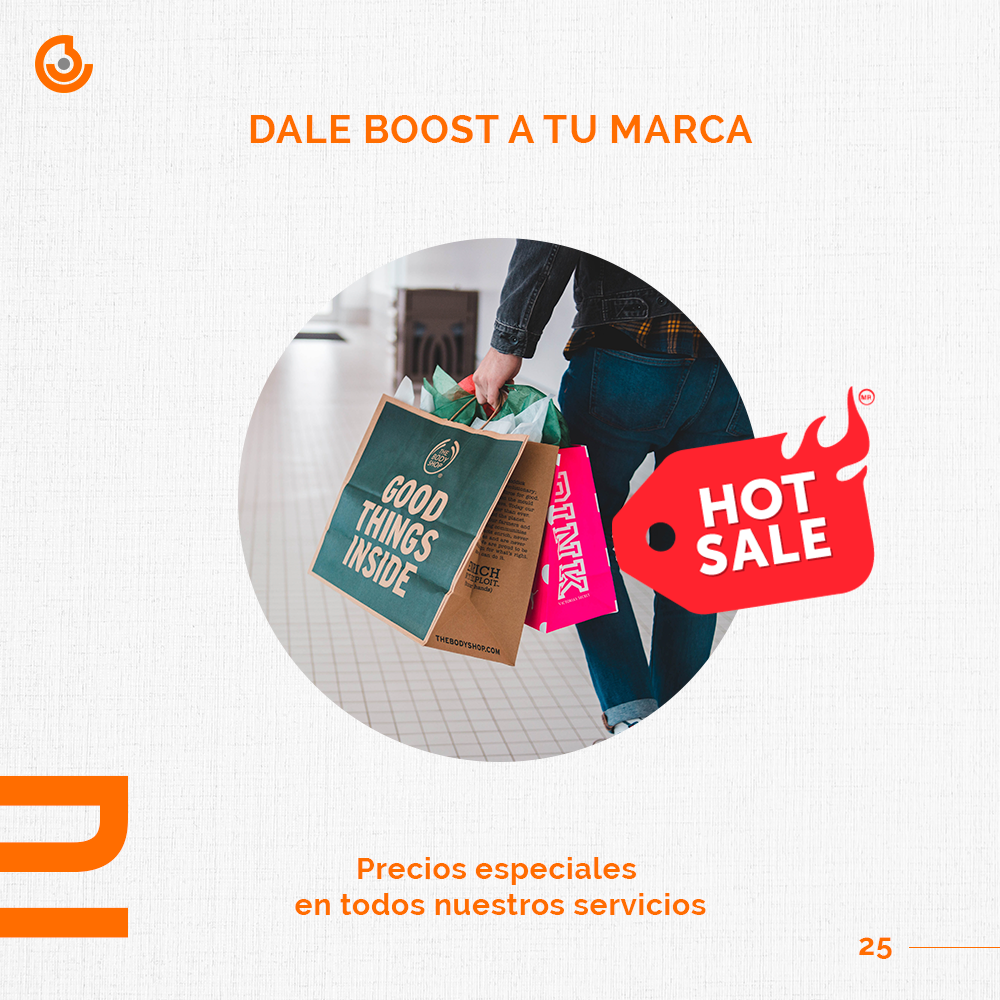 DALE BOOST A TU MARCA
THE
BODY
SHOP
®
GOOD
THINGS
INSIDE
THEBODYSHOP.COM
PINK
HOT
SALE
MR
Precios especiales
en todos nuestros servicios
25